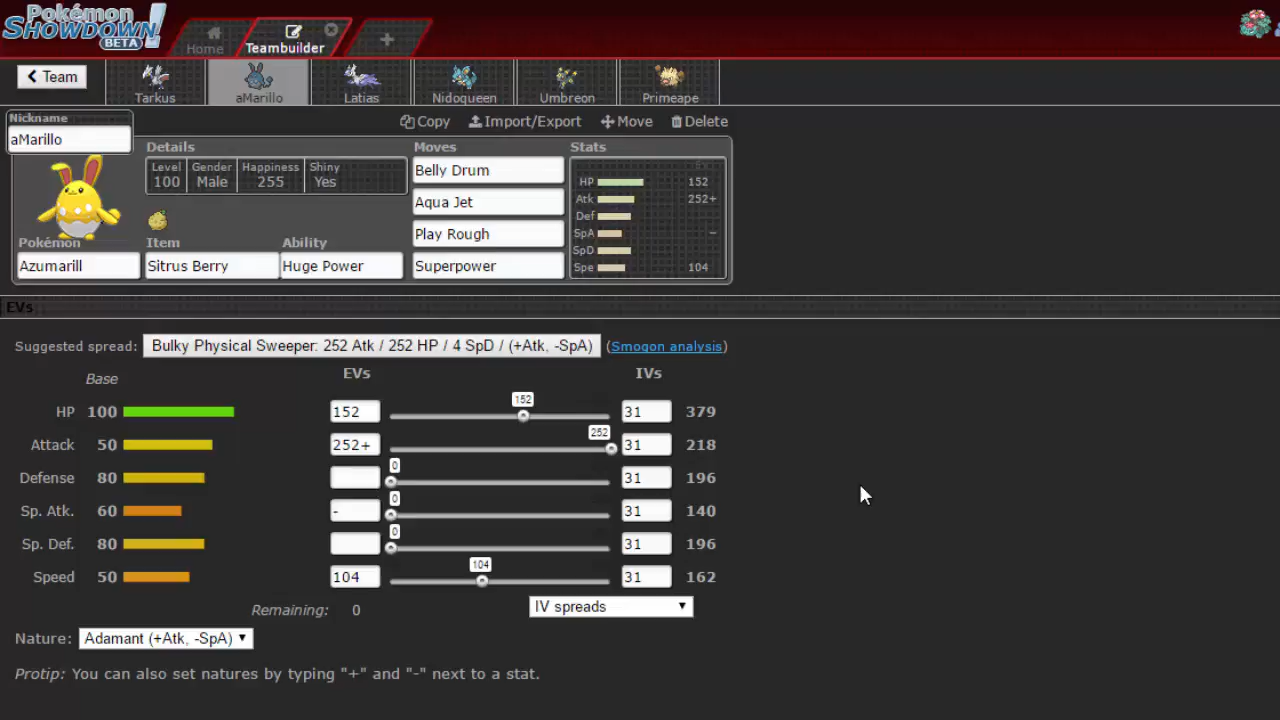 Pokémon
SHOWDOWN!
BETA
Home
Teambuilder
+
Team
Tarkus
aMarillo
Latias
Nidoqueen
Umbreon
Primeape
Nickname
aMarillo
Copy Import/Export Move Delete
Details
Level Gender Happiness Shiny
100 Male 255 Yes
Pokémon Item Ability
Azumarill Sitrus Berry Huge Power
Moves
Belly Drum
Aqua Jet
Play Rough
Superpower
Stats
HP 152
Atk 252+
Def
SpA –
SpD
Spe 104
EVs
Suggested spread: Bulky Physical Sweeper: 252 Atk / 252 HP / 4 SpD / (+Atk, -SpA) (Smogon analysis)
Base EVs IVs
HP 100 152 152 31 379
Attack 50 252+ 252 31 218
Defense 80 0 31 196
Sp. Atk. 60 - 0 31 140
Sp. Def. 80 0 31 196
Speed 50 104 104 31 162
Remaining: 0 IV spreads
Nature: Adamant (+Atk, -SpA)
Protip: You can also set natures by typing "+" and "-" next to a stat.